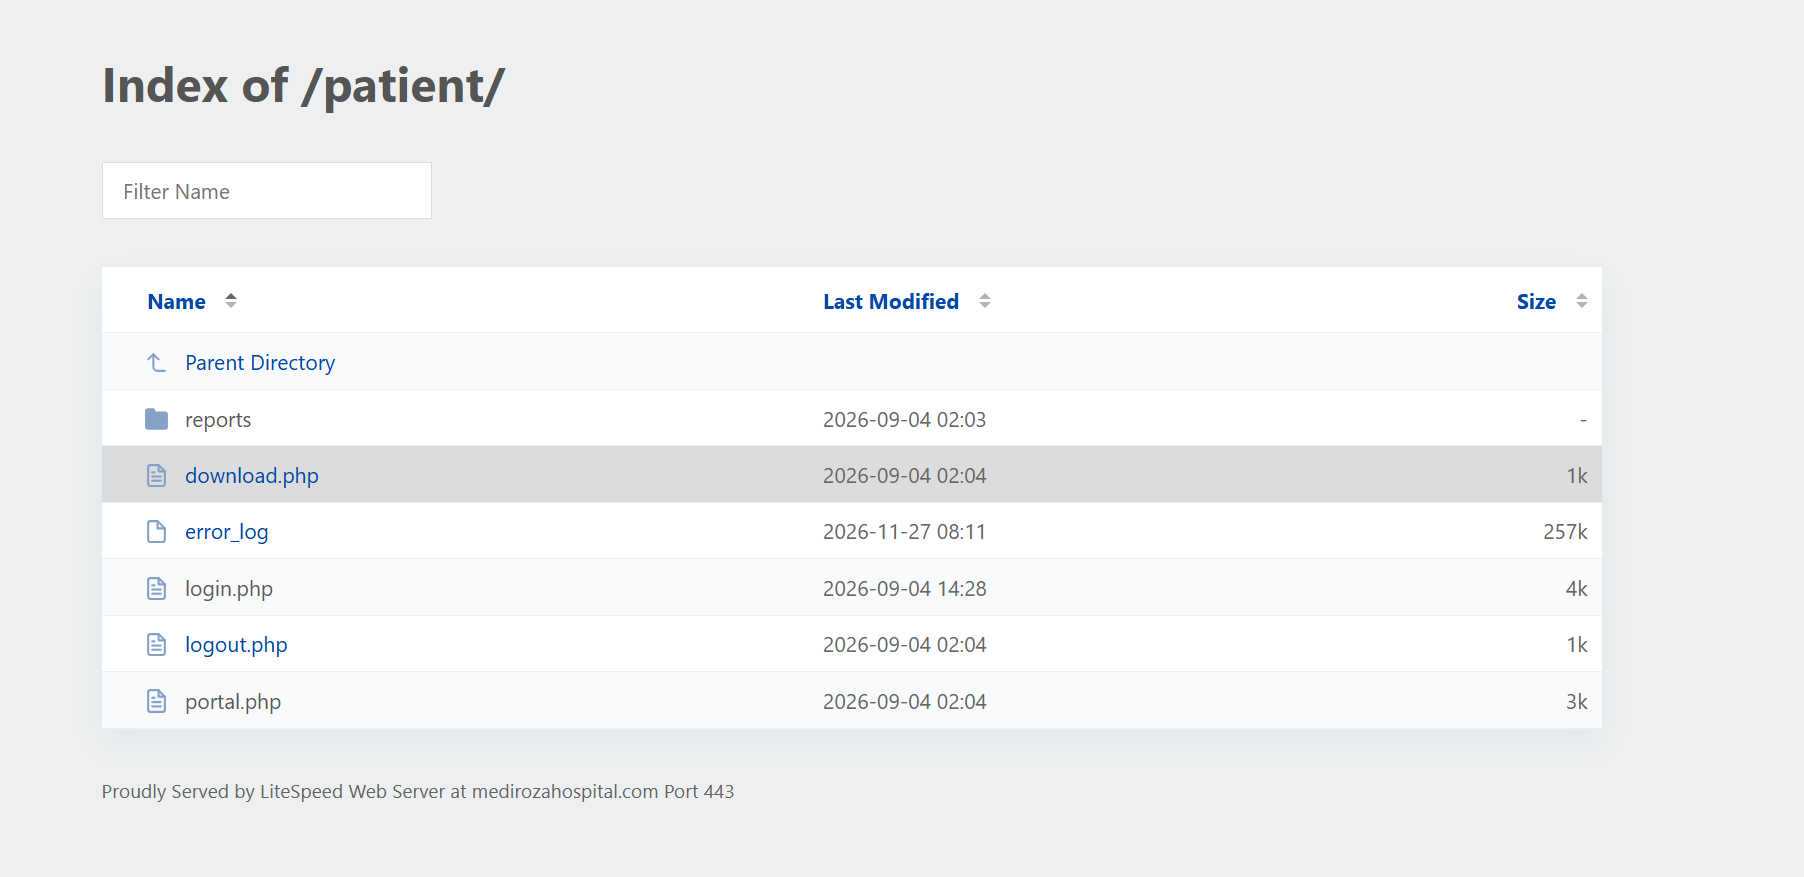 Index of /patient/
Filter Name
Name Last Modified Size
Parent Directory
reports 2026-09-04 02:03 -
download.php 2026-09-04 02:04 1k
error_log 2026-11-27 08:11 257k
login.php 2026-09-04 14:28 4k
logout.php 2026-09-04 02:04 1k
portal.php 2026-09-04 02:04 3k
Proudly Served by LiteSpeed Web Server at medirozahospital.com Port 443